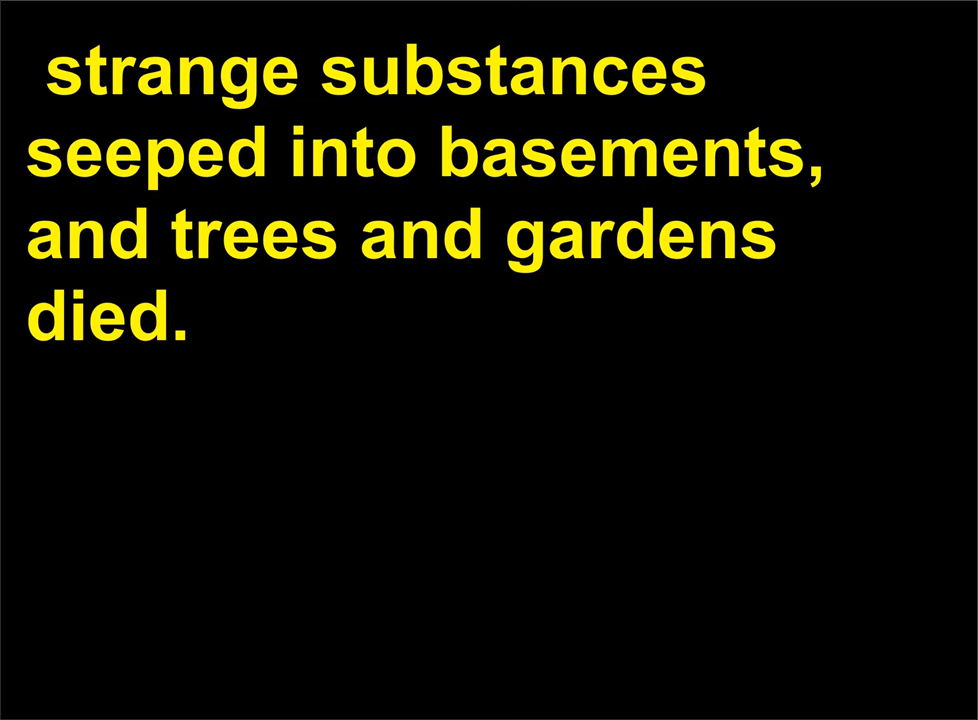 strange substances
seeped into basements,
and trees and gardens
died.